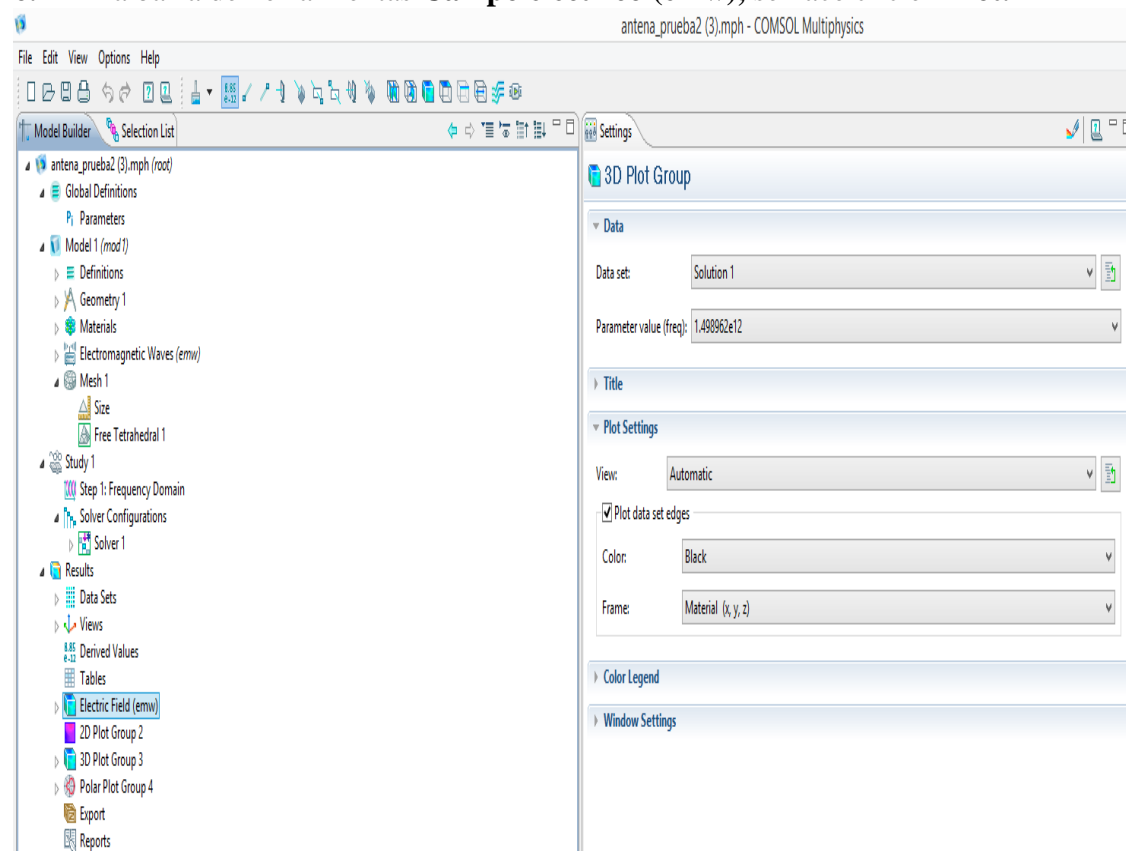 antena_prueba2 (3).mph - COMSOL Multiphysics
File Edit View Options Help
Model Builder Selection List
antena_prueba2 (3).mph (root)
Global Definitions
Pi Parameters
Model 1 (mod1)
Definitions
Geometry 1
Materials
Electromagnetic Waves (emw)
Mesh 1
Size
Free Tetrahedral 1
Study 1
Step 1: Frequency Domain
Solver Configurations
Solver 1
Results
Data Sets
Views
8.85 e-12 Derived Values
Tables
Electric Field (emw)
2D Plot Group 2
3D Plot Group 3
Polar Plot Group 4
Export
Reports
Settings
3D Plot Group
Data
Data set: Solution 1
Parameter value (freq): 1.498962e12
Title
Plot Settings
View: Automatic
Plot data set edges
Color: Black
Frame: Material (x, y, z)
Color Legend
Window Settings